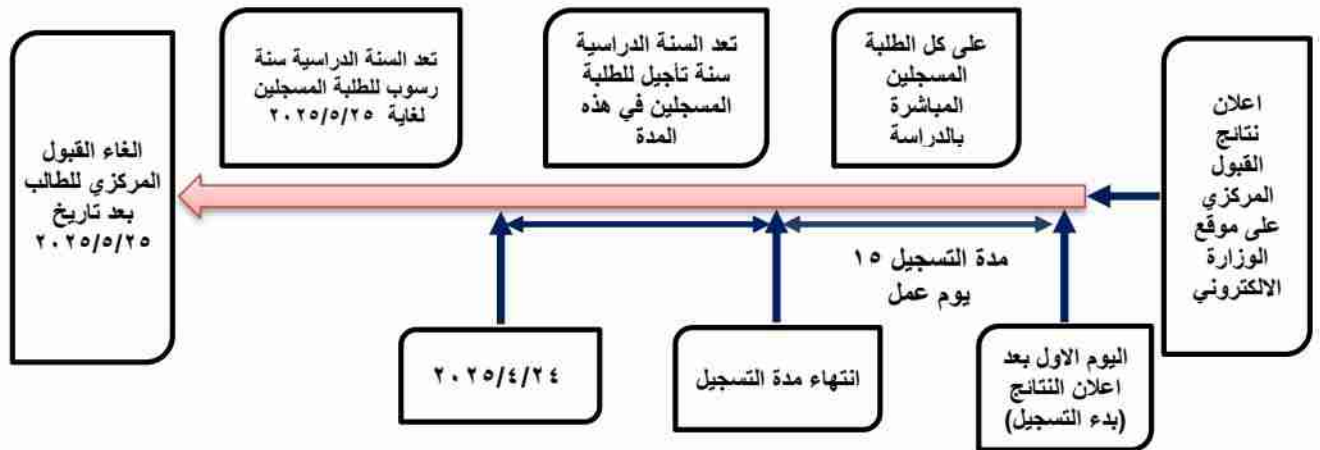 اعلان
نتائج
القبول
المركزي
على موقع
الوزارة
الالكتروني
على كل الطلبة
المسجلين
المباشرة
بالدراسة
تعد السنة الدراسية
سنة تأجيل للطلبة
المسجلين في هذه
المدة
تعد السنة الدراسية سنة
رسوب للطلبة المسجلين
لغاية ٢٠٢٥/٥/٢٥
الغاء القبول
المركزي للطالب
بعد تاريخ
٢٠٢٥/٥/٢٥
مدة التسجيل ١٥
يوم عمل
اليوم الاول بعد
اعلان النتائج
(بدء التسجيل)
انتهاء مدة التسجيل
٢٠٢٥/٤/٢٤